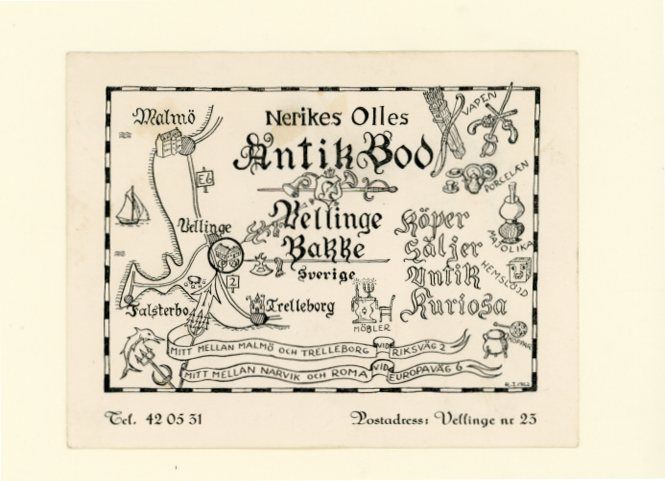 Malmö
Nerikes Olles
Antik Bod
VAPEN
E6
PORCELÆN
Vellinge
Vellinge
Bakke
Sverige
Köper
Säljer
Antik
Kuriosa
MAJOLIKA
HEMSLÖJD
2
Falsterbo
Trelleborg
MÖBLER
KOPPAR
MITT MELLAN MALMÖ OCH TRELLEBORG VID RIKSVÄG 2
MITT MELLAN NARVIK OCH ROMA VID EUROPAVÄG 6
Tel. 42 05 31
Postadress: Vellinge nr 23